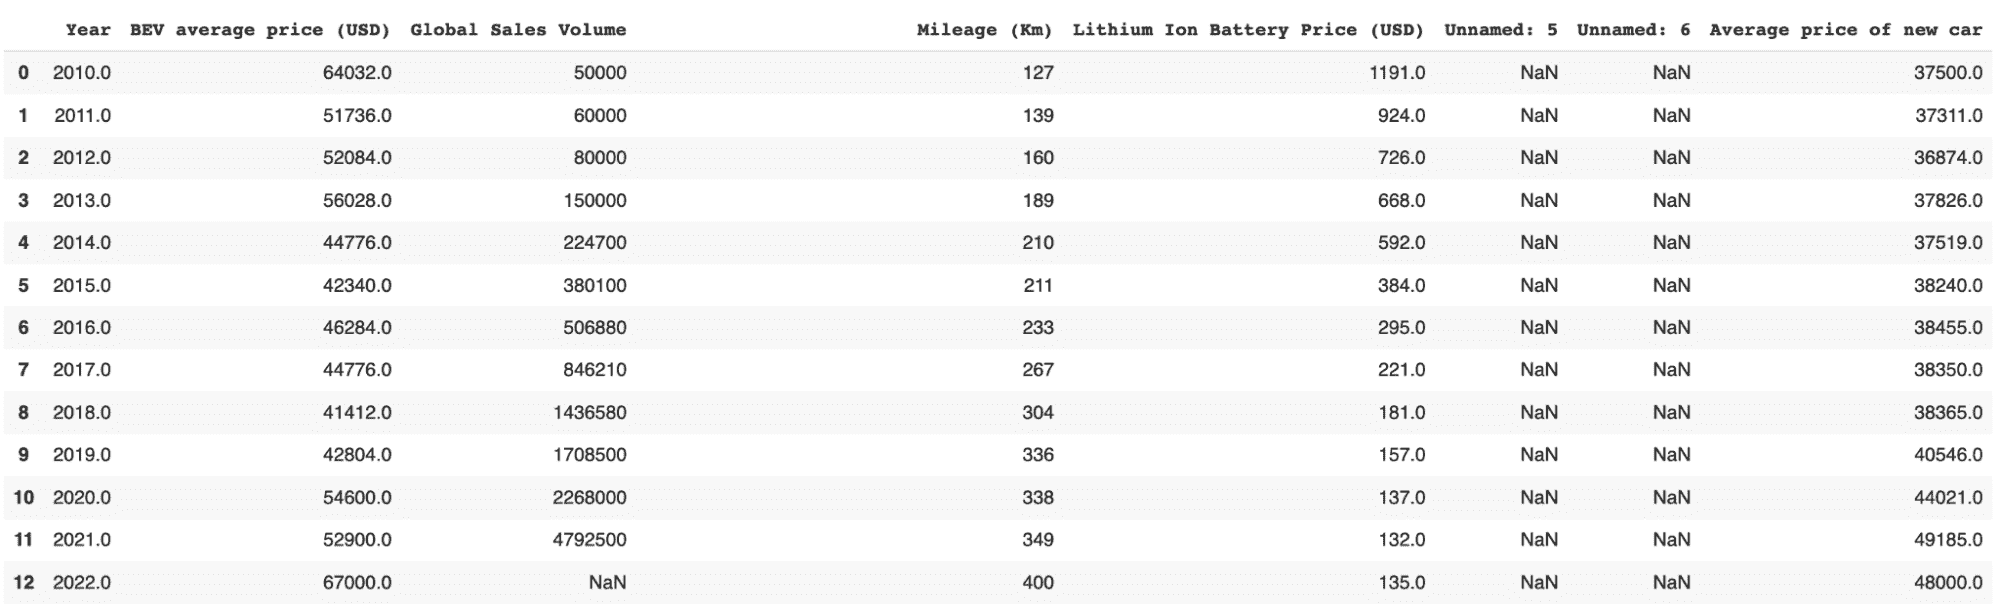 Year BEV average price (USD) Global Sales Volume Mileage (Km) Lithium Ion Battery Price (USD) Unnamed: 5 Unnamed: 6 Average price of new car
0 2010.0 64032.0 50000 127 1191.0 NaN NaN 37500.0
1 2011.0 51736.0 60000 139 924.0 NaN NaN 37311.0
2 2012.0 52084.0 80000 160 726.0 NaN NaN 36874.0
3 2013.0 56028.0 150000 189 668.0 NaN NaN 37826.0
4 2014.0 44776.0 224700 210 592.0 NaN NaN 37519.0
5 2015.0 42340.0 380100 211 384.0 NaN NaN 38240.0
6 2016.0 46284.0 506880 233 295.0 NaN NaN 38455.0
7 2017.0 44776.0 846210 267 221.0 NaN NaN 38350.0
8 2018.0 41412.0 1436580 304 181.0 NaN NaN 38365.0
9 2019.0 42804.0 1708500 336 157.0 NaN NaN 40546.0
10 2020.0 54600.0 2268000 338 137.0 NaN NaN 44021.0
11 2021.0 52900.0 4792500 349 132.0 NaN NaN 49185.0
12 2022.0 67000.0 NaN 400 135.0 NaN NaN 48000.0